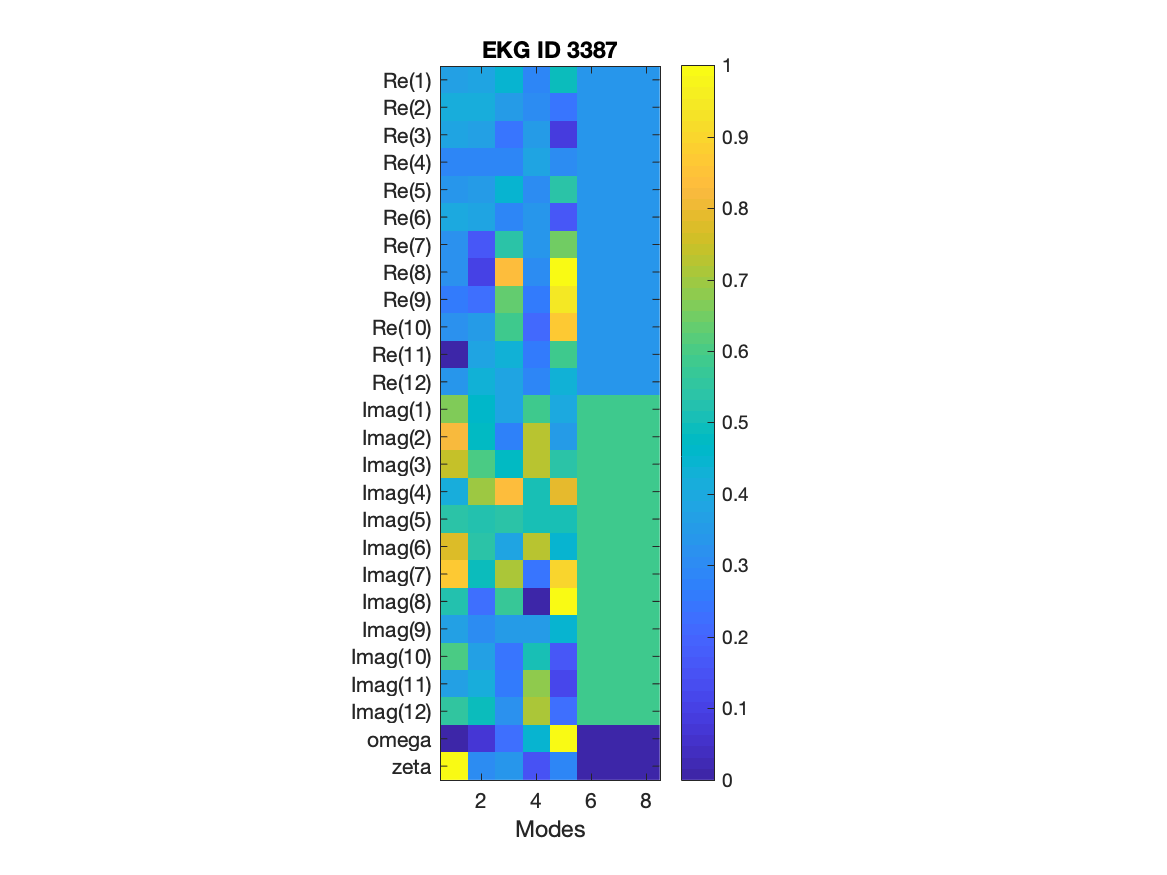 EKG ID 3387
Re(1)
Re(2)
Re(3)
Re(4)
Re(5)
Re(6)
Re(7)
Re(8)
Re(9)
Re(10)
Re(11)
Re(12)
Imag(1)
Imag(2)
Imag(3)
Imag(4)
Imag(5)
Imag(6)
Imag(7)
Imag(8)
Imag(9)
Imag(10)
Imag(11)
Imag(12)
omega
zeta
2 4 6 8
Modes
1
0.9
0.8
0.7
0.6
0.5
0.4
0.3
0.2
0.1
0